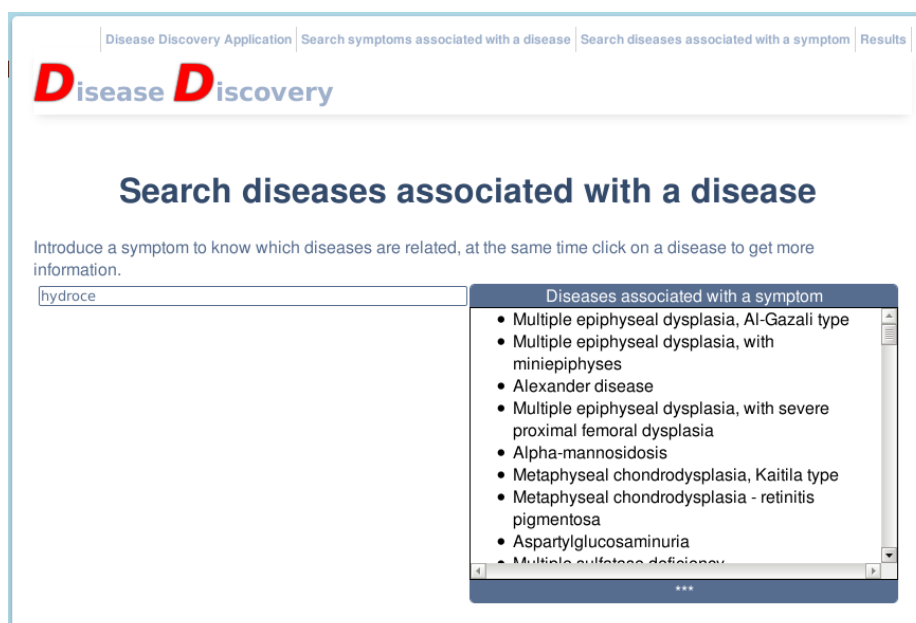 Disease Discovery Application Search symptoms associated with a disease Search diseases associated with a symptom Results
Disease Discovery
Search diseases associated with a disease
Introduce a symptom to know which diseases are related, at the same time click on a disease to get more
information.
hydroce
Diseases associated with a symptom
• Multiple epiphyseal dysplasia, Al-Gazali type
• Multiple epiphyseal dysplasia, with
miniepiphyses
• Alexander disease
• Multiple epiphyseal dysplasia, with severe
proximal femoral dysplasia
• Alpha-mannosidosis
• Metaphyseal chondrodysplasia, Kaitila type
• Metaphyseal chondrodysplasia - retinitis
pigmentosa
• Aspartylglucosaminuria
• Multiple sulfatase deficiency
***